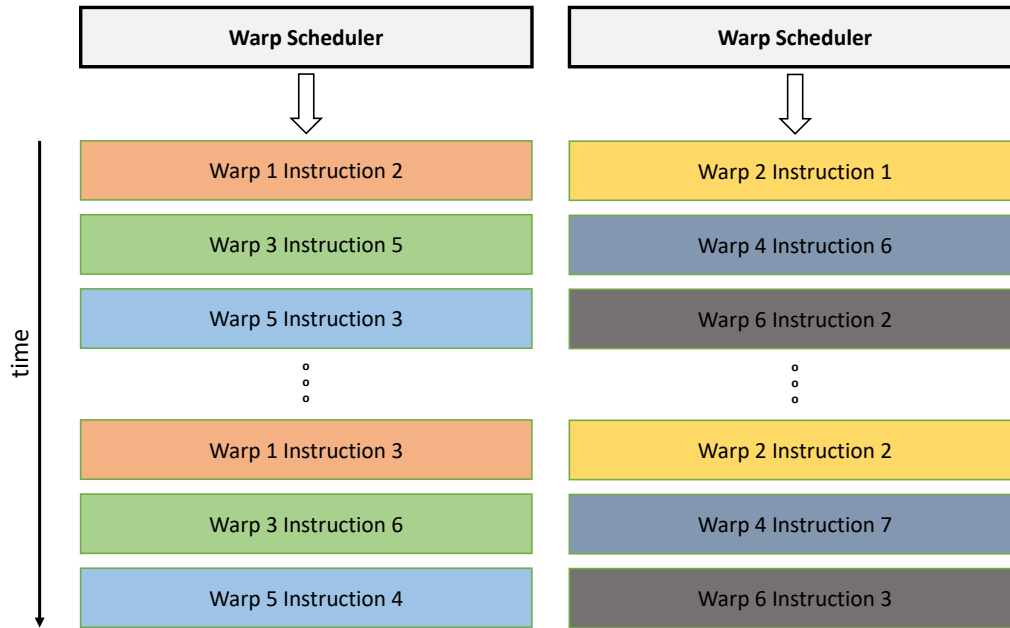 Warp Scheduler
Warp Scheduler
time
Warp 1 Instruction 2
Warp 2 Instruction 1
Warp 3 Instruction 5
Warp 4 Instruction 6
Warp 5 Instruction 3
Warp 6 Instruction 2
Warp 1 Instruction 3
Warp 2 Instruction 2
Warp 3 Instruction 6
Warp 4 Instruction 7
Warp 5 Instruction 4
Warp 6 Instruction 3